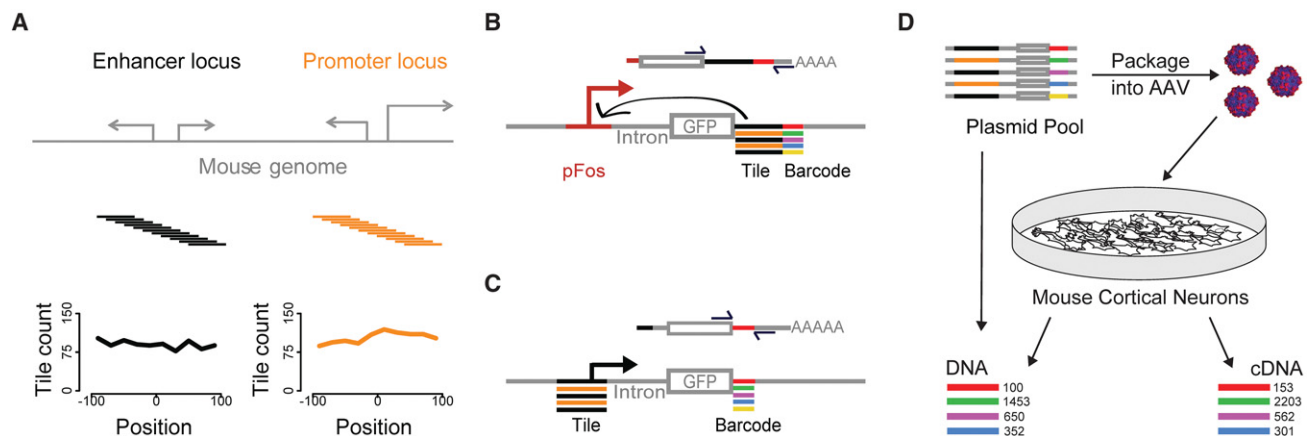 A
Enhancer locus
Promoter locus
Mouse genome
Tile count
150
75
0
-100
0
100
Position
Tile count
150
75
0
-100
0
100
Position
B
AAAA
Intron
GFP
pFos
Tile
Barcode
C
AAAAA
Intron
GFP
Tile
Barcode
D
Package
into AAV
Plasmid Pool
Mouse Cortical Neurons
DNA
100
1453
650
352
cDNA
153
2203
562
301